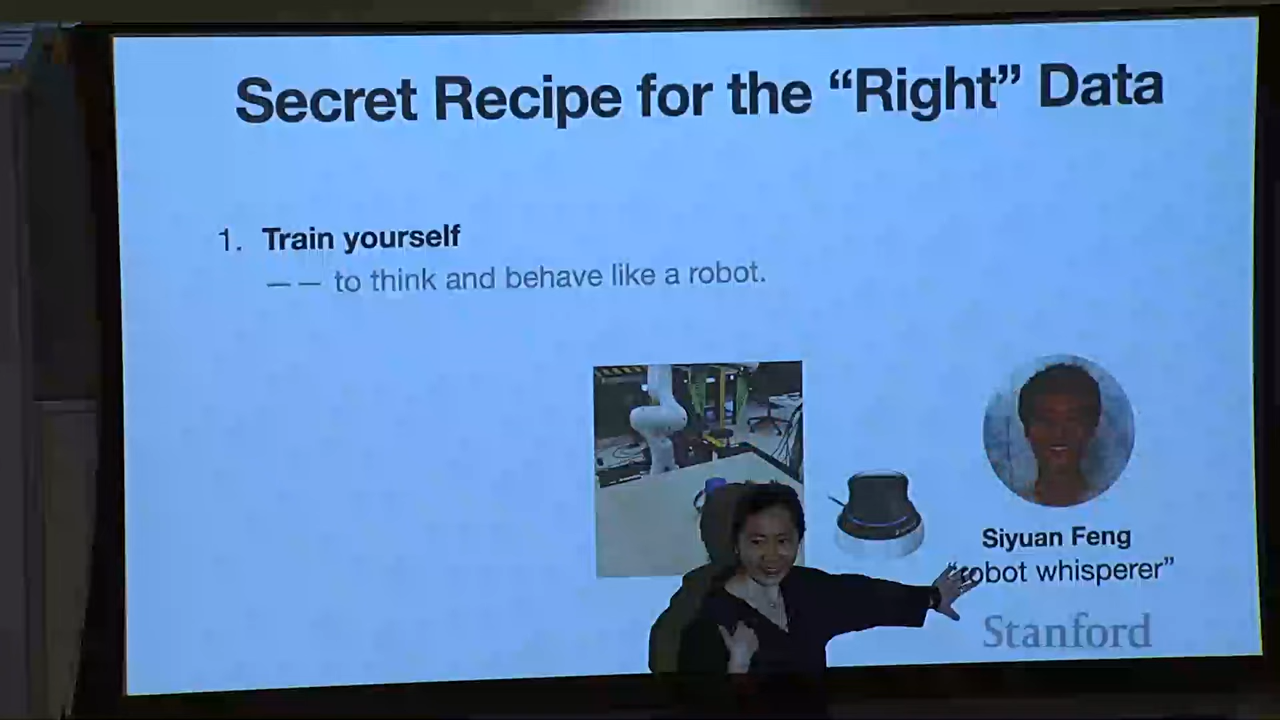 Secret Recipe for the “Right” Data
1. Train yourself
—— to think and behave like a robot.
Siyuan Feng
“robot whisperer”
Stanford